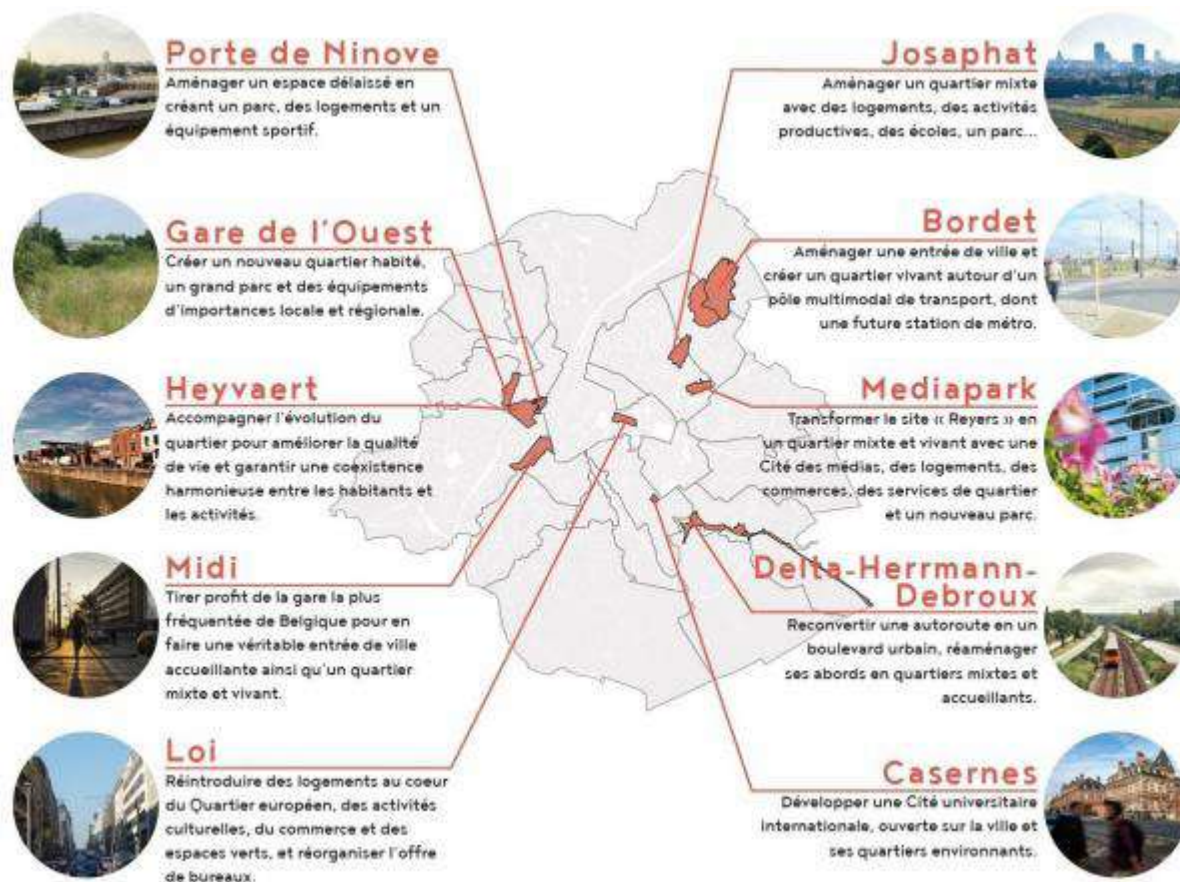 Porte de Ninove
Aménager un espace délaissé en
créant un parc, des logements et un
équipement sportif.
Gare de l'Ouest
Créer un nouveau quartier habité,
un grand parc et des équipements
d'importances locale et régionale.
Heyvaert
Accompagner l'évolution du
quartier pour améliorer la qualité
de vie et garantir une coexistence
harmonieuse entre les habitants et
les activités.
Midi
Tirer profit de la gare la plus
fréquentée de Belgique pour en
faire une véritable entrée de ville
accueillante ainsi qu'un quartier
mixte et vivant.
Loi
Réintroduire des logements au coeur
du Quartier européen, des activités
culturelles, du commerce et des
espaces verts, et réorganiser l'offre
de bureaux.
Josaphat
Aménager un quartier mixte
avec des logements, des activités
productives, des écoles, un parc...
Bordet
Aménager une entrée de ville et
créer un quartier vivant autour d'un
pôle multimodal de transport, dont
une future station de métro.
Mediapark
Transformer le site « Reyers » en
un quartier mixte et vivant avec une
Cité des médias, des logements, des
commerces, des services de quartier
et un nouveau parc.
Delta-Herrmann-
Debroux
Reconvertir une autoroute en un
boulevard urbain, réaménager
ses abords en quartiers mixtes et
accueillants.
Casernes
Développer une Cité universitaire
internationale, ouverte sur la ville et
ses quartiers environnants.